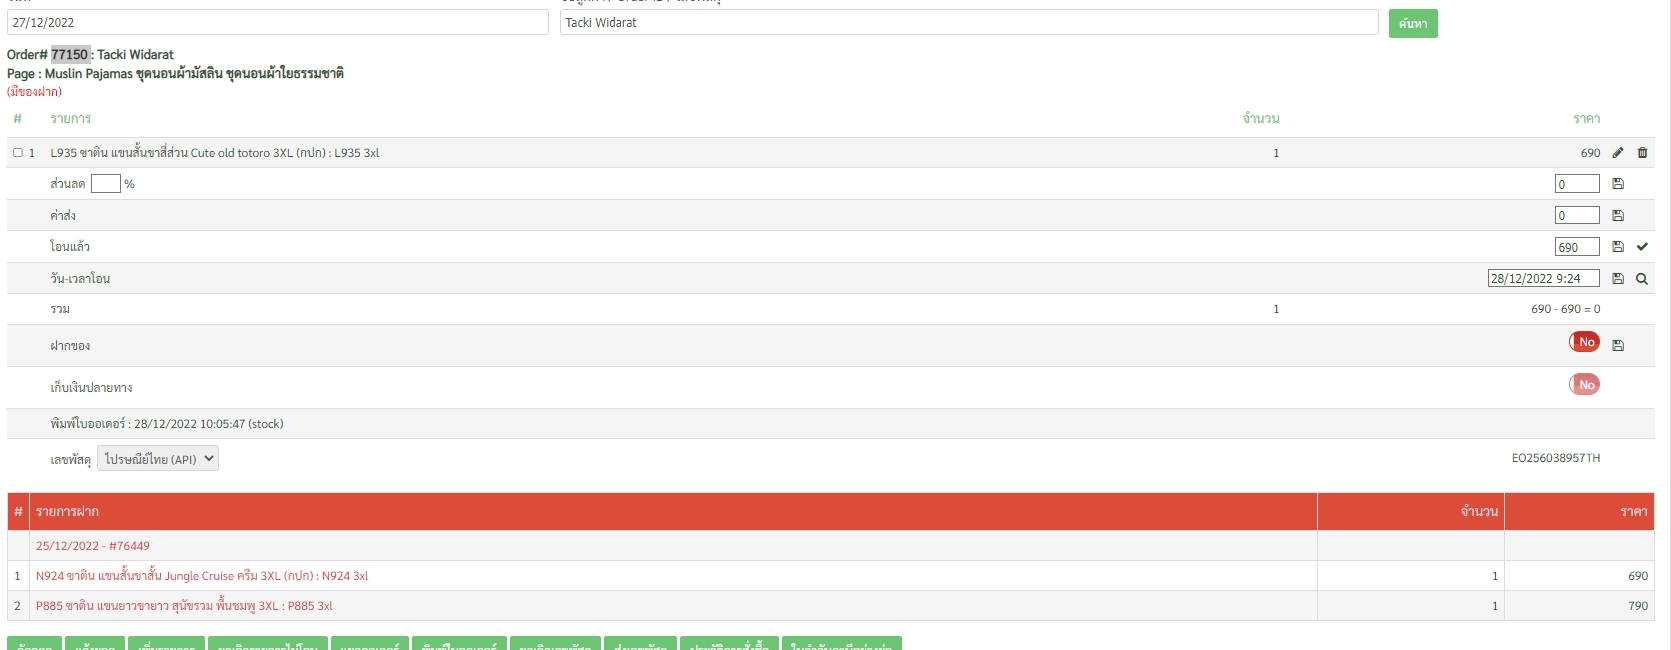 27/12/2022 Tacki Widarat ค้นหา
Order# 77150 : Tacki Widarat
Page : Muslin Pajamas ชุดนอนผ้ามัสลิน ชุดนอนผ้าใยธรรมชาติ
(มีของฝาก)
# รายการ จำนวน ราคา
1 L935 ซาติน แขนสั้นขาสี่ส่วน Cute old totoro 3XL (กปก) : L935 3xl 1 690
ส่วนลด % 0
ค่าส่ง 0
โอนแล้ว 690
วัน-เวลาโอน 28/12/2022 9:24
รวม 1 690 - 690 = 0
ฝากของ No
เก็บเงินปลายทาง No
พิมพ์ใบออเดอร์ : 28/12/2022 10:05:47 (stock)
เลขพัสดุ ไปรษณีย์ไทย (API) EO256038957TH
# รายการฝาก จำนวน ราคา
25/12/2022 - #76449
1 N924 ซาติน แขนสั้นขาสั้น Jungle Cruise ครีม 3XL (กปก) : N924 3xl 1 690
2 P885 ซาติน แขนยาวขายาว สุนัขรวม พื้นชมพู 3XL : P885 3xl 1 790